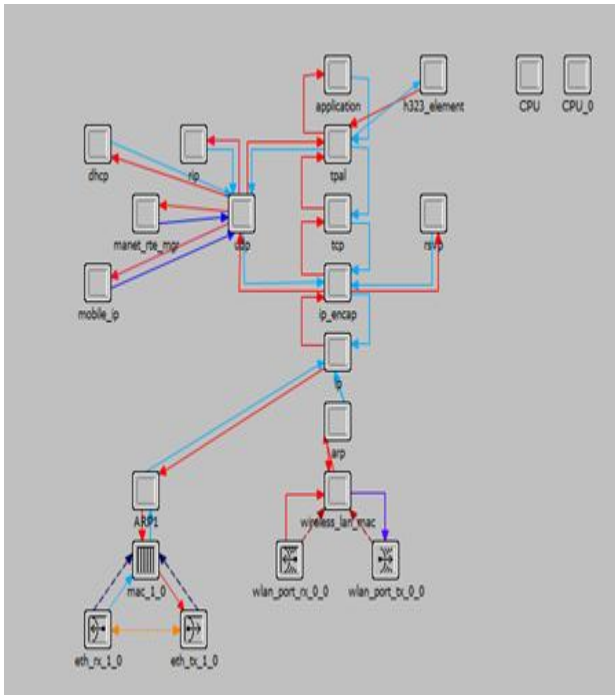 application
h323_element
CPU
CPU_0
dhcp
rip
tpal
manet_rte_mgr
udp
tcp
rsvp
mobile_ip
ip_encap
ip
arp
ARP1
wireless_lan_mac
mac_1_0
wlan_port_rx_0_0
wlan_port_tx_0_0
eth_rx_1_0
eth_tx_1_0